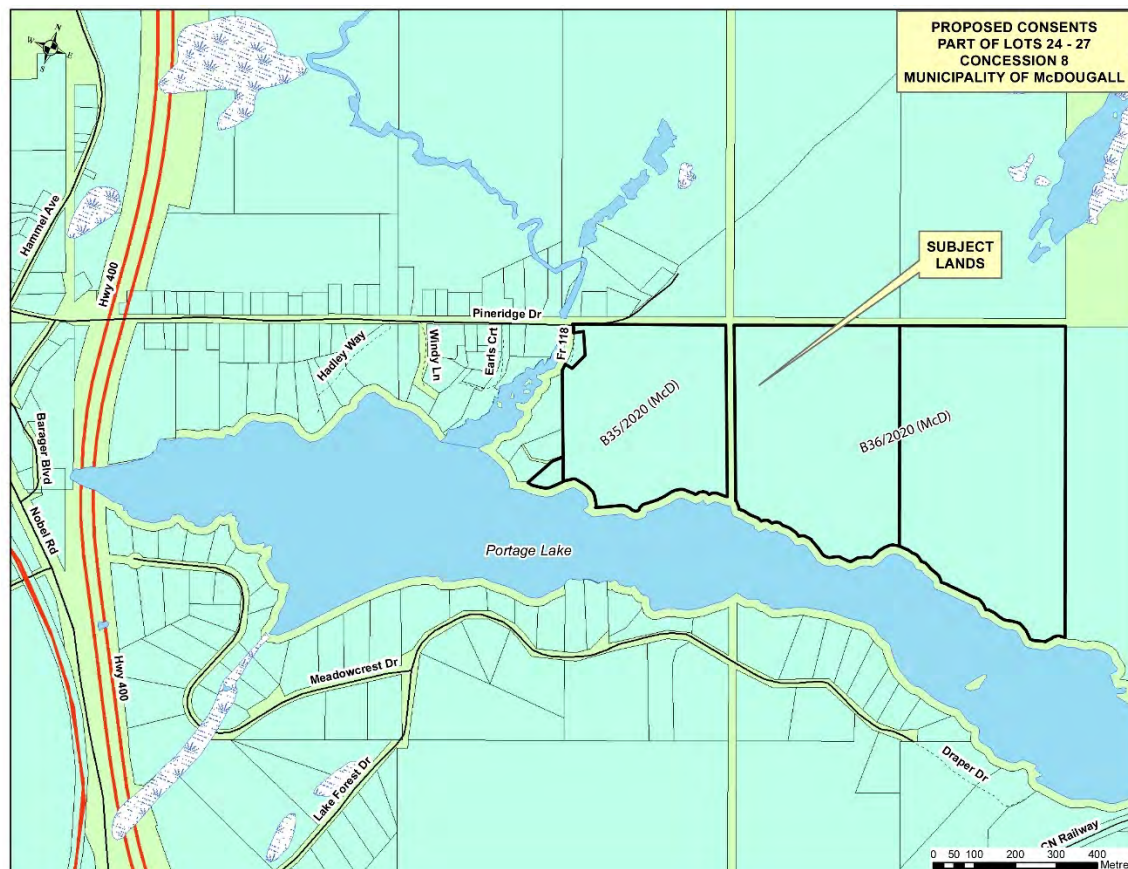 PROPOSED CONSENTS
PART OF LOTS 24 - 27
CONCESSION 8
MUNICIPALITY OF McDOUGALL
N
W
E
S
Hammel Ave
Hwy 400
SUBJECT
LANDS
Pineridge Dr
Hadley Way
Windy Ln
Earls Crt
Fr 118
B35/2020 (McD)
B36/2020 (McD)
Barager Blvd
Nobel Rd
Portage Lake
Hwy 400
Meadowcrest Dr
Lake Forest Dr
Draper Dr
CN Railway
0 50 100 200 300 400
Metre